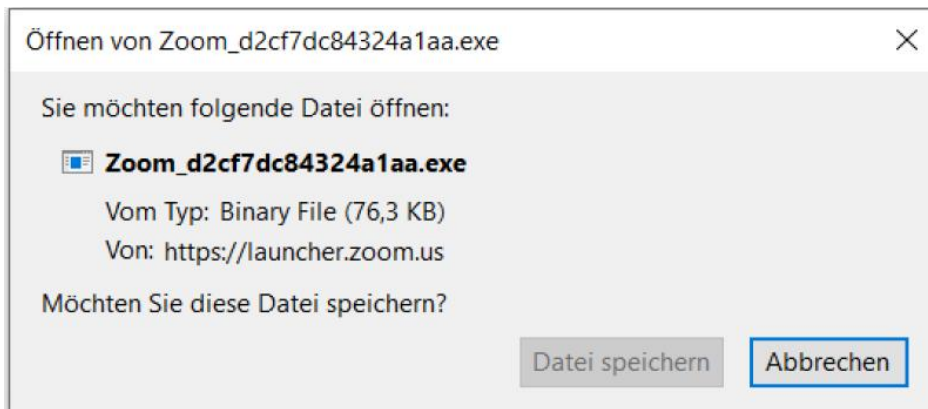 Öffnen von Zoom_d2cf7dc84324a1aa.exe
Sie möchten folgende Datei öffnen:
Zoom_d2cf7dc84324a1aa.exe
Vom Typ: Binary File (76,3 KB)
Von: https://launcher.zoom.us
Möchten Sie diese Datei speichern?
Datei speichern Abbrechen